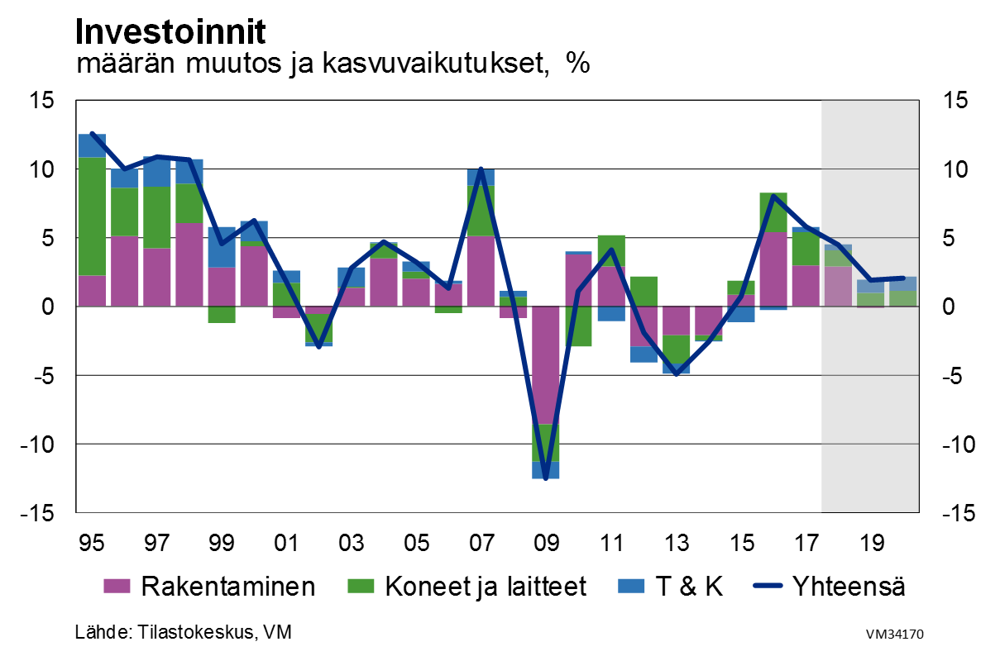 Investoinnit
määrän muutos ja kasvuvaikutukset, %
15 15
10 10
5 5
0 0
-5 -5
-10 -10
-15 -15
95 97 99 01 03 05 07 09 11 13 15 17 19
Rakentaminen Koneet ja laitteet T & K Yhteensä
Lähde: Tilastokeskus, VM VM34170